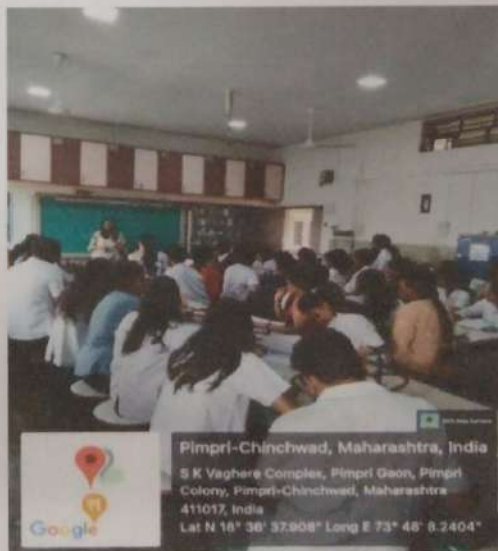 Pimpri-Chinchwad, Maharashtra, India
S K Vaghere Complex, Pimpri Gaon, Pimpri
Colony, Pimpri-Chinchwad, Maharashtra
411017, India
Lat N 18° 36' 37.908" Long E 73° 48' 8.2404"
Google